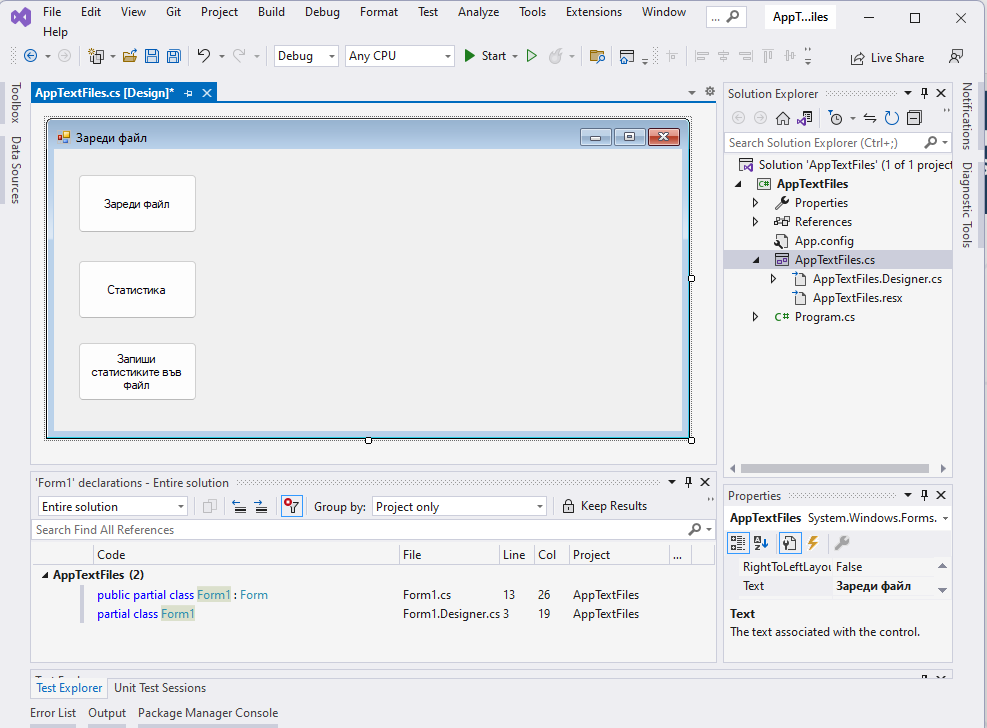 File Edit View Git Project Build Debug Format Test Analyze Tools Extensions Window ... AppT...iles
Help
Debug Any CPU Start Live Share
Toolbox
Data Sources
AppTextFiles.cs [Design]*
Зареди файл
Зареди файл
Статистика
Запиши
статистиките във
файл
'Form1' declarations - Entire solution
Entire solution Group by: Project only Keep Results
Search Find All References
Code File Line Col Project ...
AppTextFiles (2)
public partial class Form1 : Form Form1.cs 13 26 AppTextFiles
partial class Form1 Form1.Designer.cs 3 19 AppTextFiles
Test Explorer Unit Test Sessions
Error List Output Package Manager Console
Solution Explorer
Search Solution Explorer (Ctrl+;)
Solution 'AppTextFiles' (1 of 1 project
C# AppTextFiles
Properties
References
App.config
AppTextFiles.cs
AppTextFiles.Designer.cs
AppTextFiles.resx
C# Program.cs
Properties
AppTextFiles System.Windows.Forms.
RightToLeftLayou False
Text Зареди файл
Text
The text associated with the control.
Notifications
Diagnostic Tools